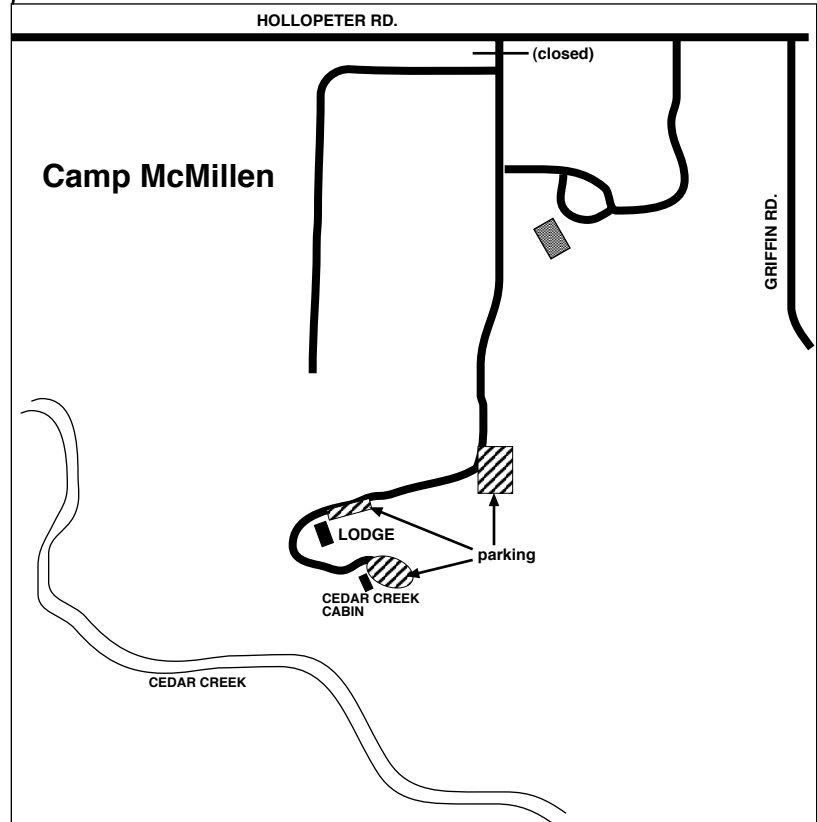 HOLLOPETER RD.
(closed)
Camp McMillen
GRIFFIN RD.
LODGE
parking
CEDAR CREEK
CABIN
CEDAR CREEK